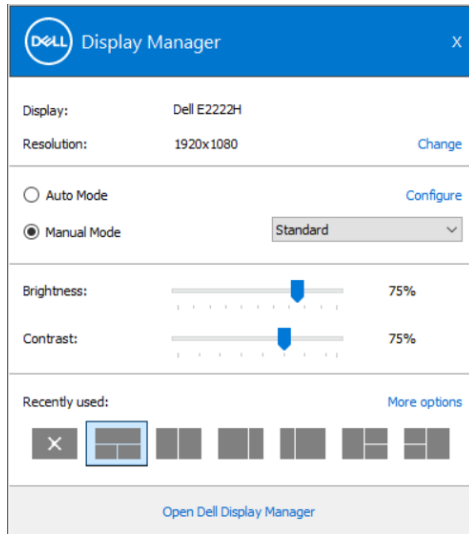 DELL Display Manager X
Display: Dell E2222H
Resolution: 1920x1080 Change
Auto Mode Configure
Manual Mode Standard
Brightness: 75%
Contrast: 75%
Recently used: More options
Open Dell Display Manager